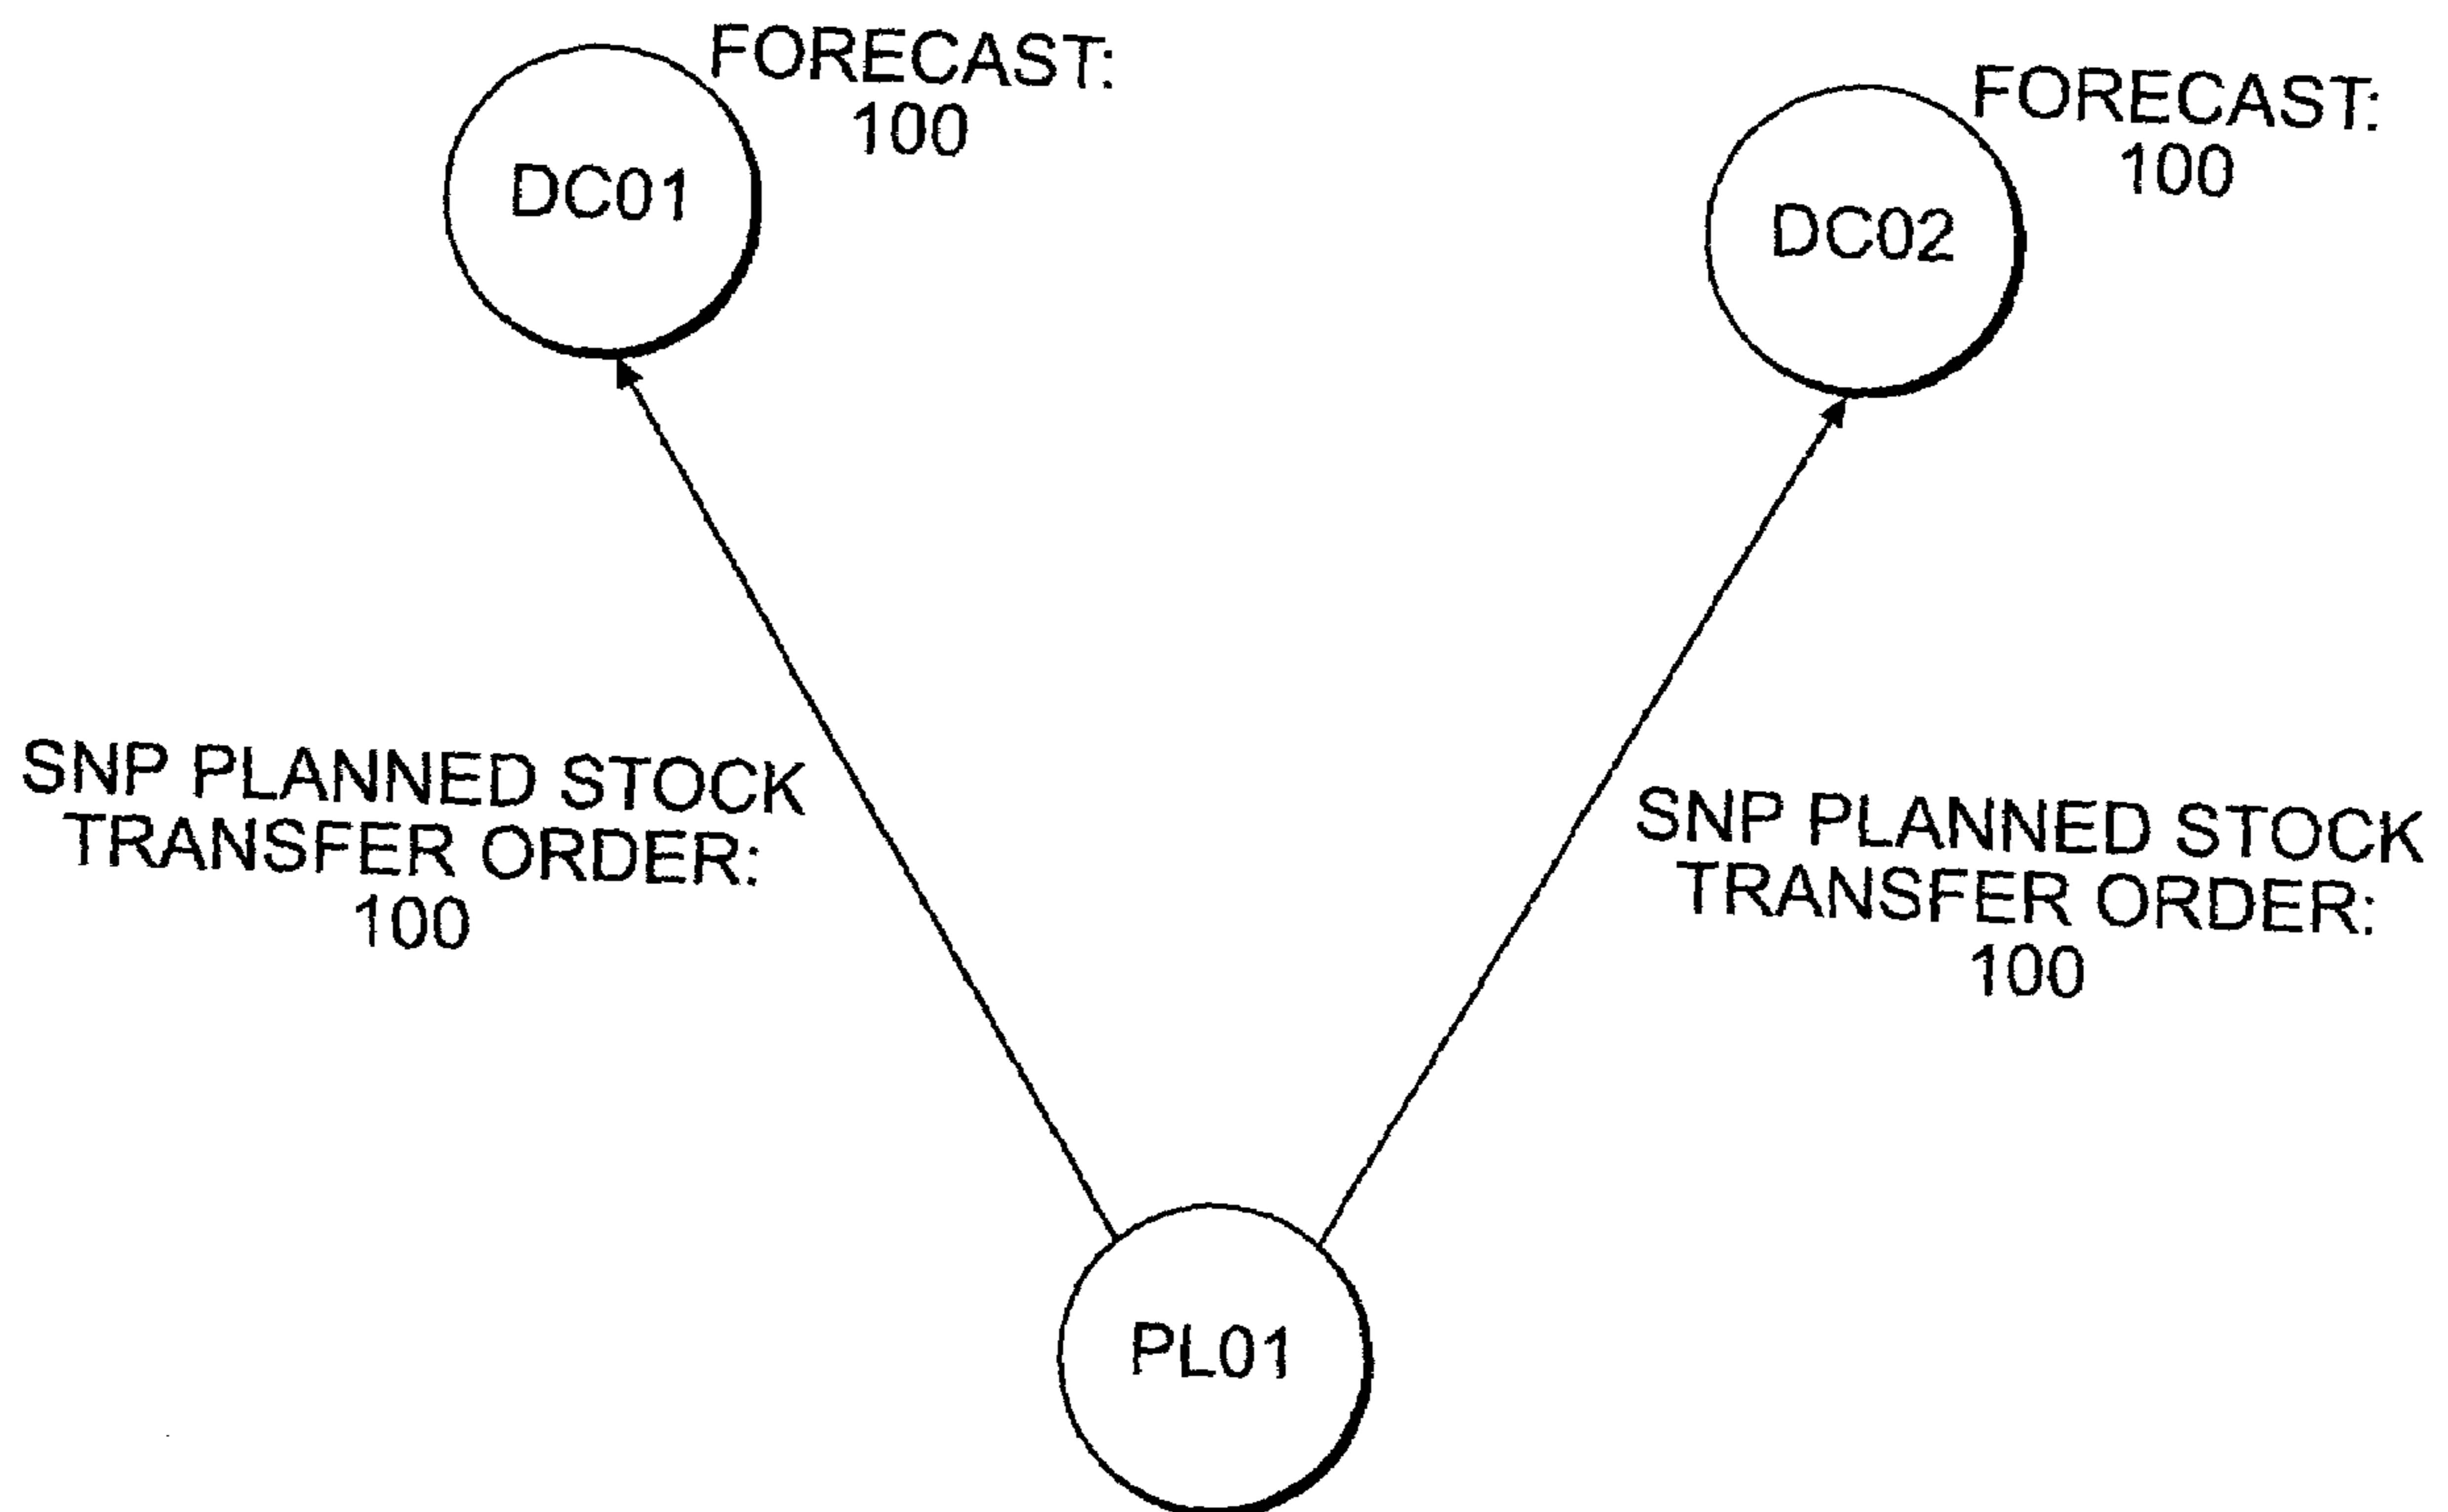 FORECAST:
100
DC01
FORECAST:
100
DC02
SNP PLANNED STOCK
TRANSFER ORDER:
100
SNP PLANNED STOCK
TRANSFER ORDER:
100
PL01